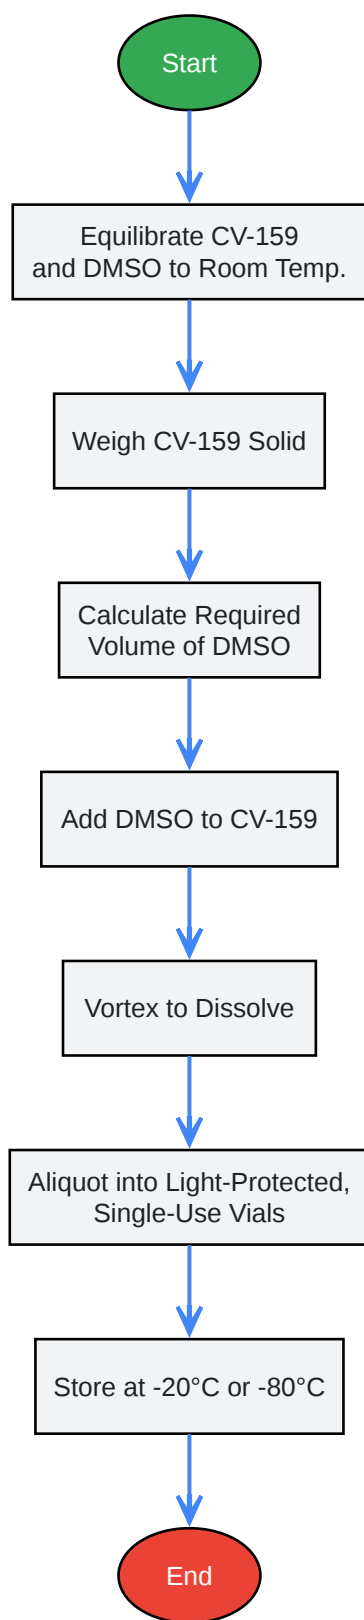 Start
Equilibrate CV-159
and DMSO to Room Temp.
Weigh CV-159 Solid
Calculate Required
Volume of DMSO
Add DMSO to CV-159
Vortex to Dissolve
Aliquot into Light-Protected,
Single-Use Vials
Store at -20°C or -80°C
End